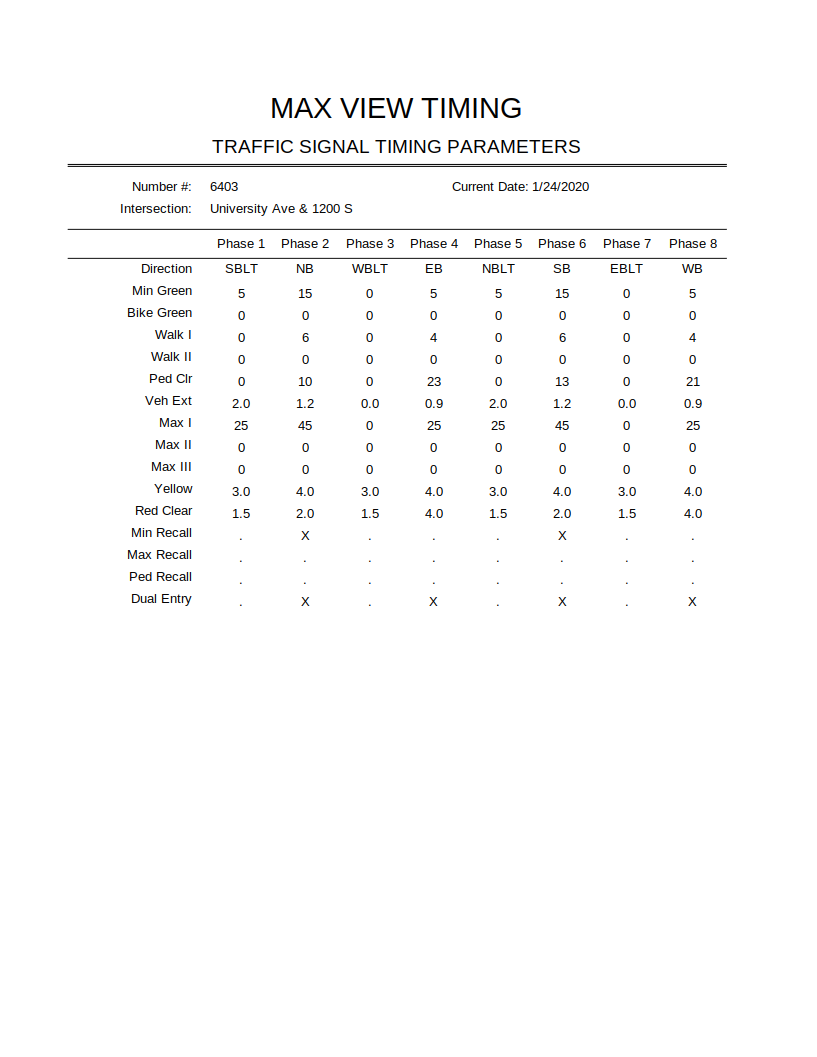 MAX VIEW TIMING
TRAFFIC SIGNAL TIMING PARAMETERS
Number #: 6403 Current Date: 1/24/2020
Intersection: University Ave & 1200 S
Phase 1 Phase 2 Phase 3 Phase 4 Phase 5 Phase 6 Phase 7 Phase 8
Direction SBLT NB WBLT EB NBLT SB EBLT WB
Min Green 5 15 0 5 5 15 0 5
Bike Green 0 0 0 0 0 0 0 0
Walk I 0 6 0 4 0 6 0 4
Walk II 0 0 0 0 0 0 0 0
Ped Clr 0 10 0 23 0 13 0 21
Veh Ext 2.0 1.2 0.0 0.9 2.0 1.2 0.0 0.9
Max I 25 45 0 25 25 45 0 25
Max II 0 0 0 0 0 0 0 0
Max III 0 0 0 0 0 0 0 0
Yellow 3.0 4.0 3.0 4.0 3.0 4.0 3.0 4.0
Red Clear 1.5 2.0 1.5 4.0 1.5 2.0 1.5 4.0
Min Recall . X . . . X . .
Max Recall . . . . . . . .
Ped Recall . . . . . . . .
Dual Entry . X . X . X . X